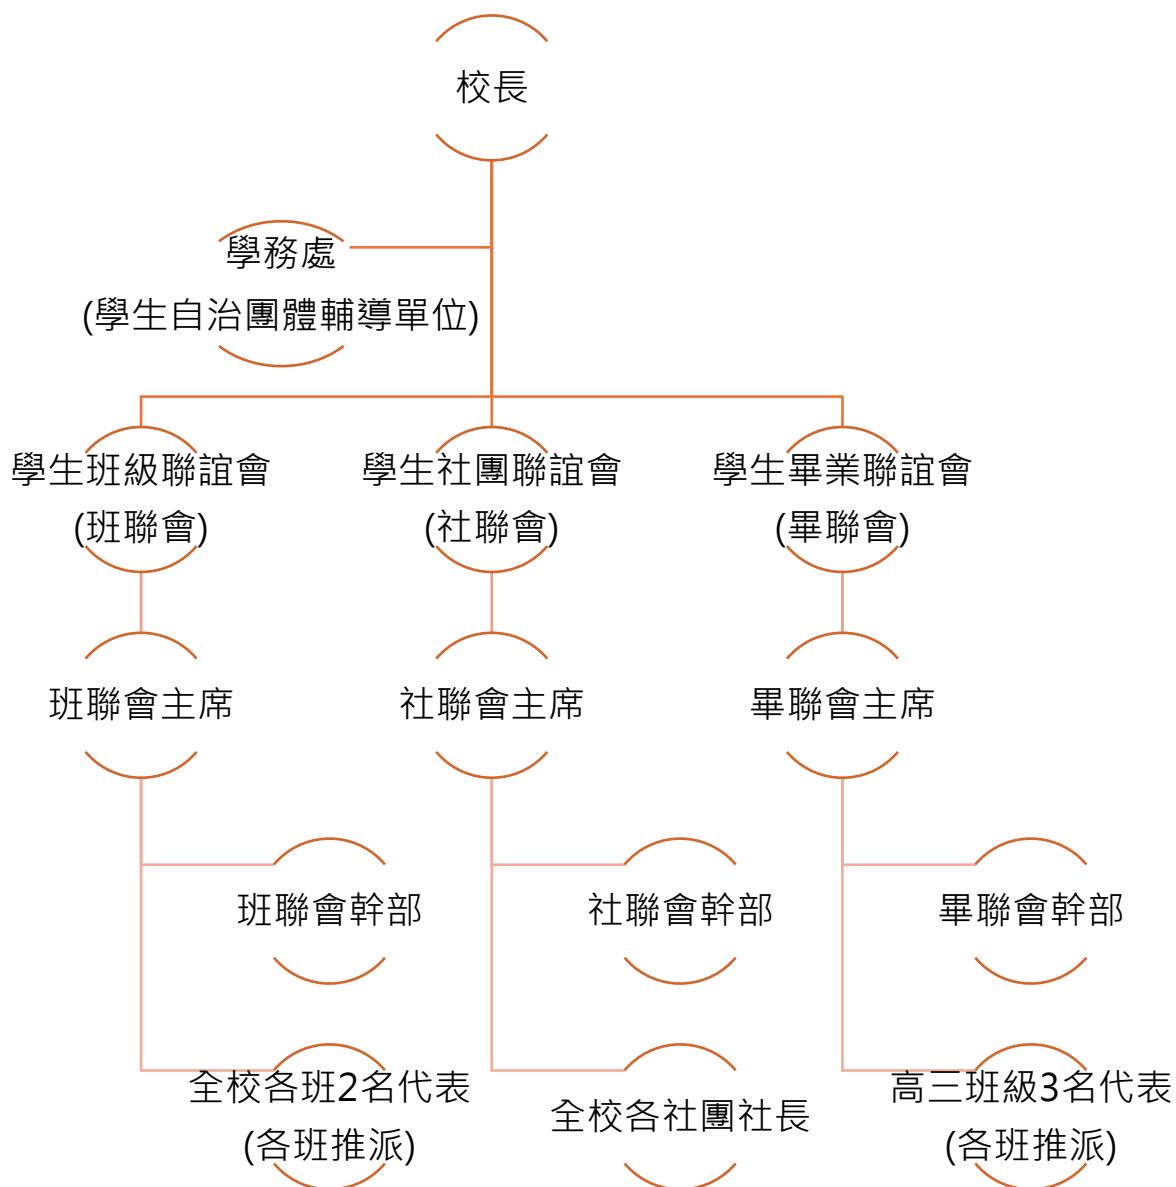 校長
學務處
(學生自治團體輔導單位)
學生班級聯誼會
(班聯會)
學生社團聯誼會
(社聯會)
學生畢業聯誼會
(畢聯會)
班聯會主席
社聯會主席
畢聯會主席
班聯會幹部
社聯會幹部
畢聯會幹部
全校各班2名代表
(各班推派)
全校各社團社長
高三班級3名代表
(各班推派)